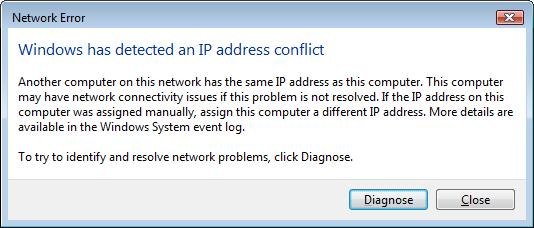 Network Error
Windows has detected an IP address conflict
Another computer on this network has the same IP address as this computer. This computer
may have network connectivity issues if this problem is not resolved. If the IP address on this
computer was assigned manually, assign this computer a different IP address. More details are
available in the Windows System event log.
To try to identify and resolve network problems, click Diagnose.
Diagnose Close